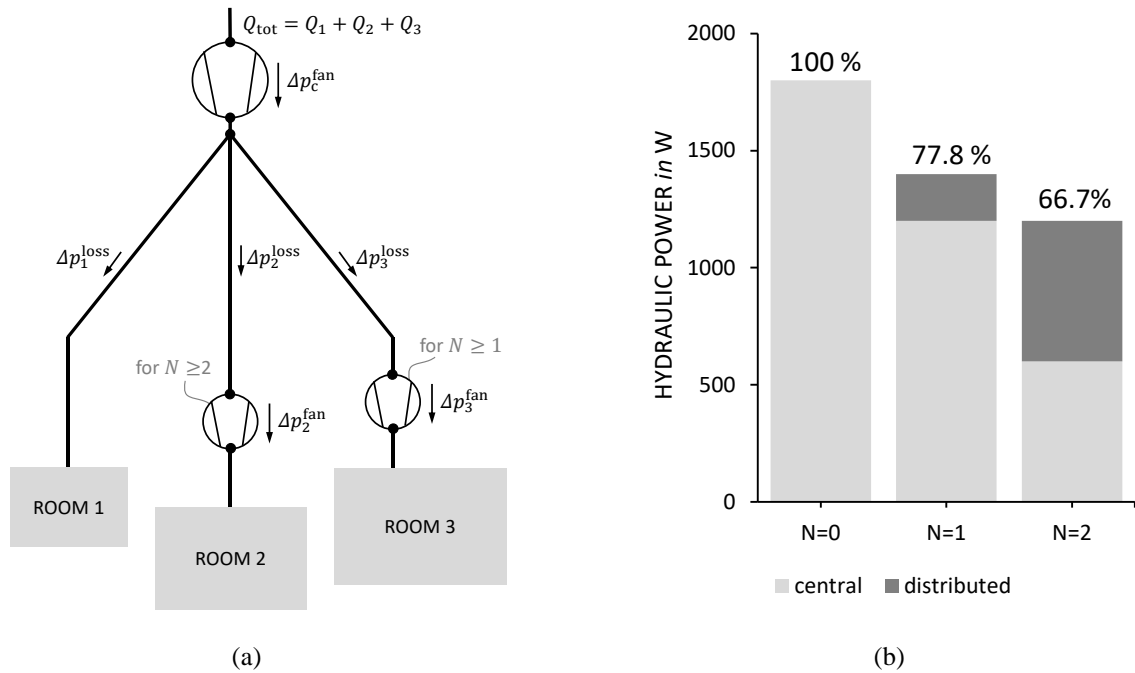 Q_tot = Q_1 + Q_2 + Q_3
Δp_c^fan
Δp_1^loss
Δp_2^loss
Δp_3^loss
for N ≥ 1
for N ≥2
Δp_3^fan
Δp_2^fan
ROOM 1
ROOM 2
ROOM 3
(a)
HYDRAULIC POWER in W
2000
1500
1000
500
0
100 %
77.8 %
66.7%
N=0
N=1
N=2
central
distributed
(b)